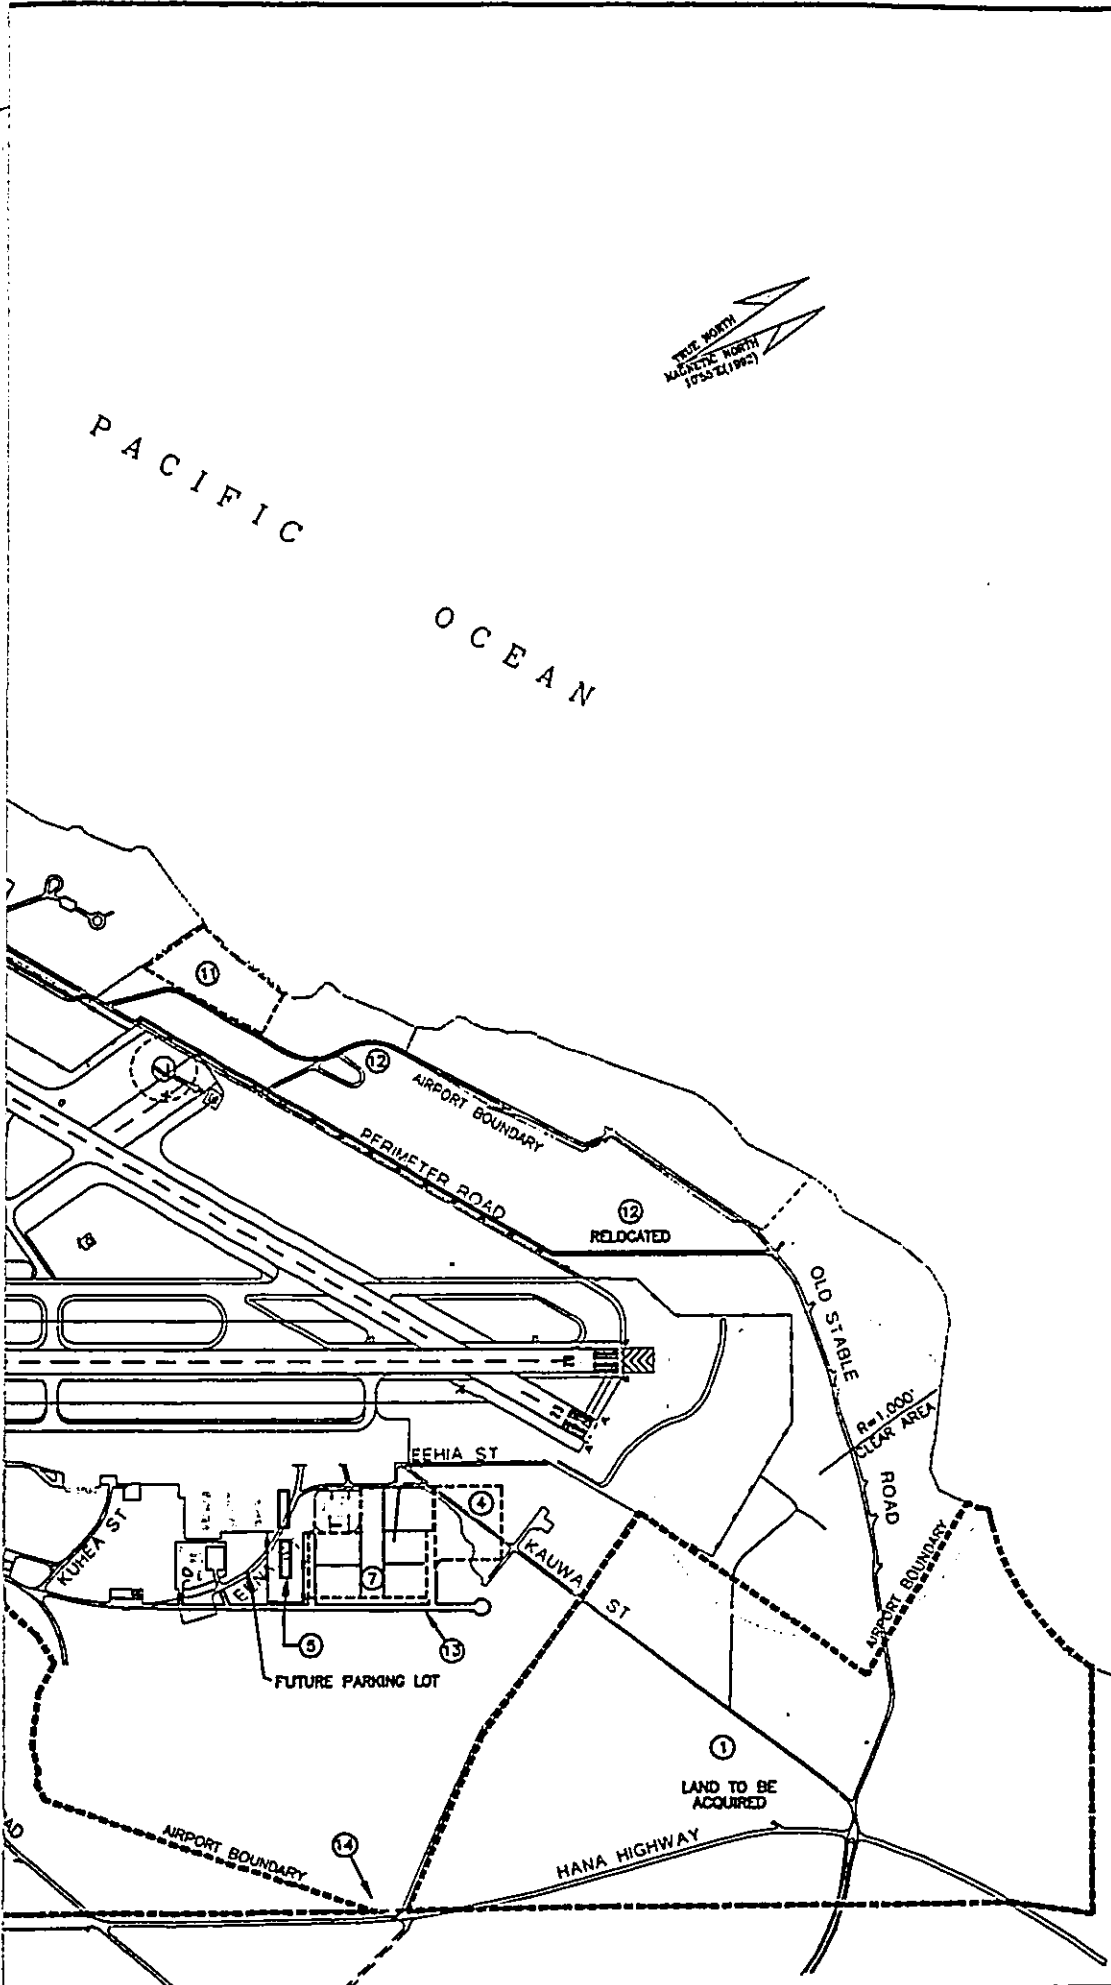 TRUE NORTH
MAGNETIC NORTH
PACIFIC
OCEAN
11
12
AIRPORT BOUNDARY
PERIMETER ROAD
12
RELOCATED
OLD STABLE
ROAD
R=1,000'
CLEAR AREA
23
EEHIA ST
4
KUHEA ST
KAUWA
ST
7
5
13
FUTURE PARKING LOT
AIRPORT BOUNDARY
1
LAND TO BE
ACQUIRED
AIRPORT BOUNDARY
14
HANA HIGHWAY